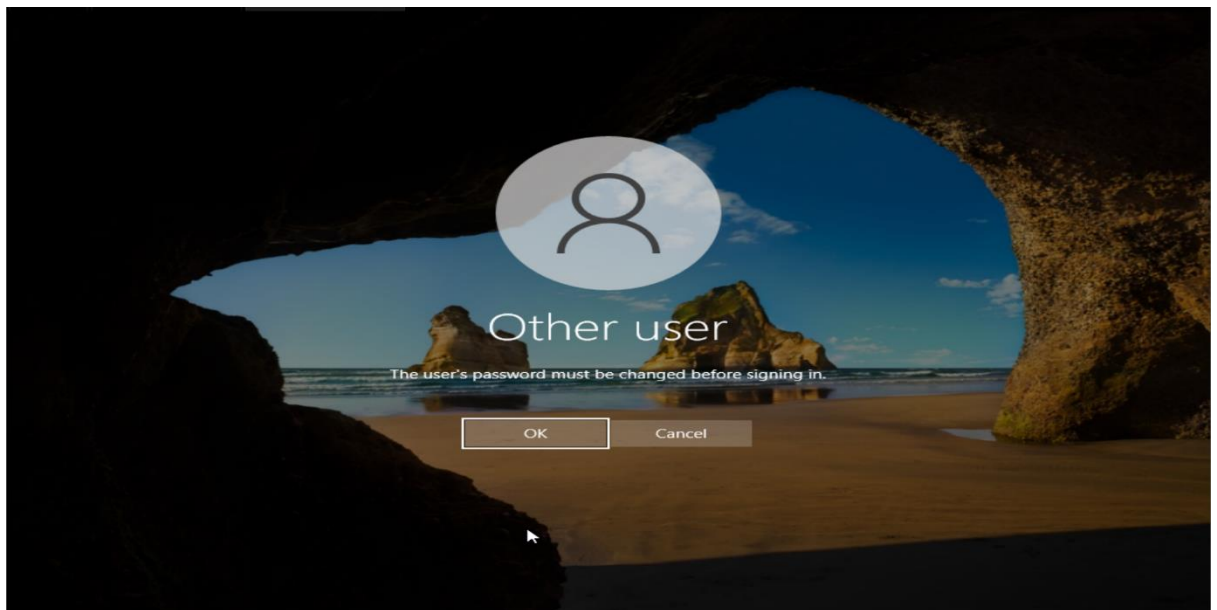 Other user
The user's password must be changed before signing in.
OK Cancel